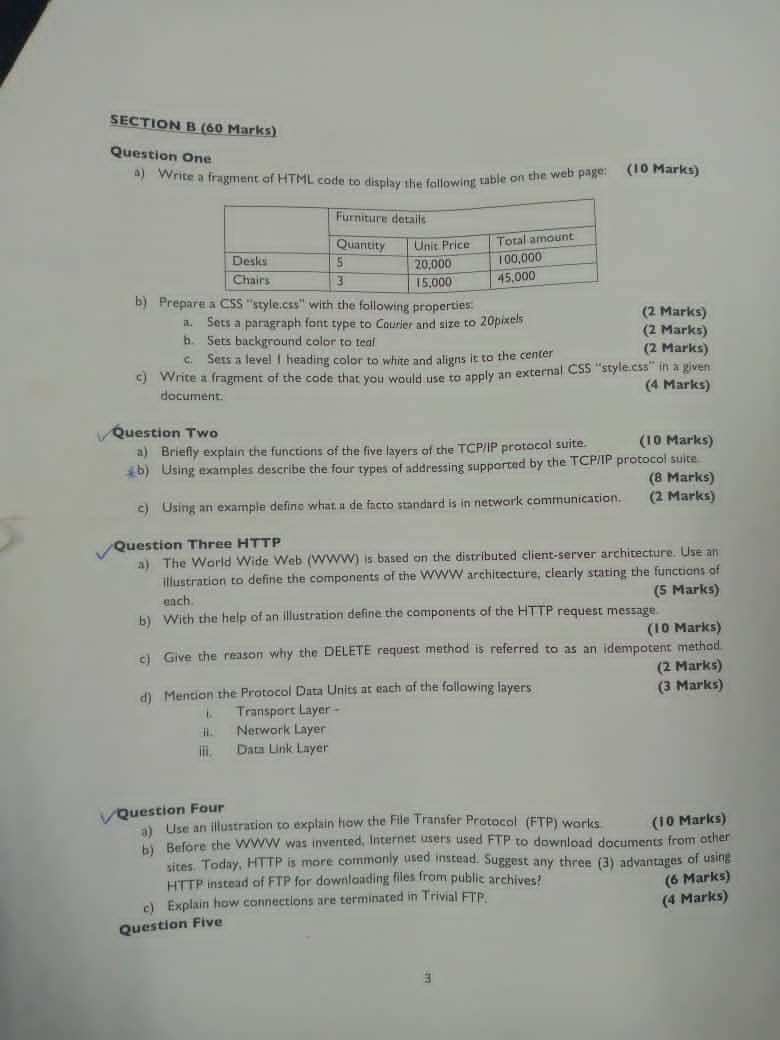 SECTION B (60 Marks)
Question One
a) Write a fragment of HTML code to display the following table on the web page: (10 Marks)
Furniture details
Quantity Unit Price Total amount
Desks 5 20,000 100,000
Chairs 3 15,000 45,000
b) Prepare a CSS "style.css" with the following properties:
a. Sets a paragraph font type to Courier and size to 20pixels (2 Marks)
b. Sets background color to teal (2 Marks)
c. Sets a level 1 heading color to white and aligns it to the center (2 Marks)
c) Write a fragment of the code that you would use to apply an external CSS "style.css" in a given
document. (4 Marks)
Question Two
a) Briefly explain the functions of the five layers of the TCP/IP protocol suite. (10 Marks)
b) Using examples describe the four types of addressing supported by the TCP/IP protocol suite.
(8 Marks)
c) Using an example define what a de facto standard is in network communication. (2 Marks)
Question Three HTTP
a) The World Wide Web (WWW) is based on the distributed client-server architecture. Use an
illustration to define the components of the WWW architecture, clearly stating the functions of
each. (5 Marks)
b) With the help of an illustration define the components of the HTTP request message.
(10 Marks)
c) Give the reason why the DELETE request method is referred to as an idempotent method.
(2 Marks)
d) Mention the Protocol Data Units at each of the following layers (3 Marks)
i. Transport Layer -
ii. Network Layer
iii. Data Link Layer
Question Four
a) Use an illustration to explain how the File Transfer Protocol (FTP) works. (10 Marks)
b) Before the WWW was invented, Internet users used FTP to download documents from other
sites. Today, HTTP is more commonly used instead. Suggest any three (3) advantages of using
HTTP instead of FTP for downloading files from public archives? (6 Marks)
c) Explain how connections are terminated in Trivial FTP. (4 Marks)
Question Five
3